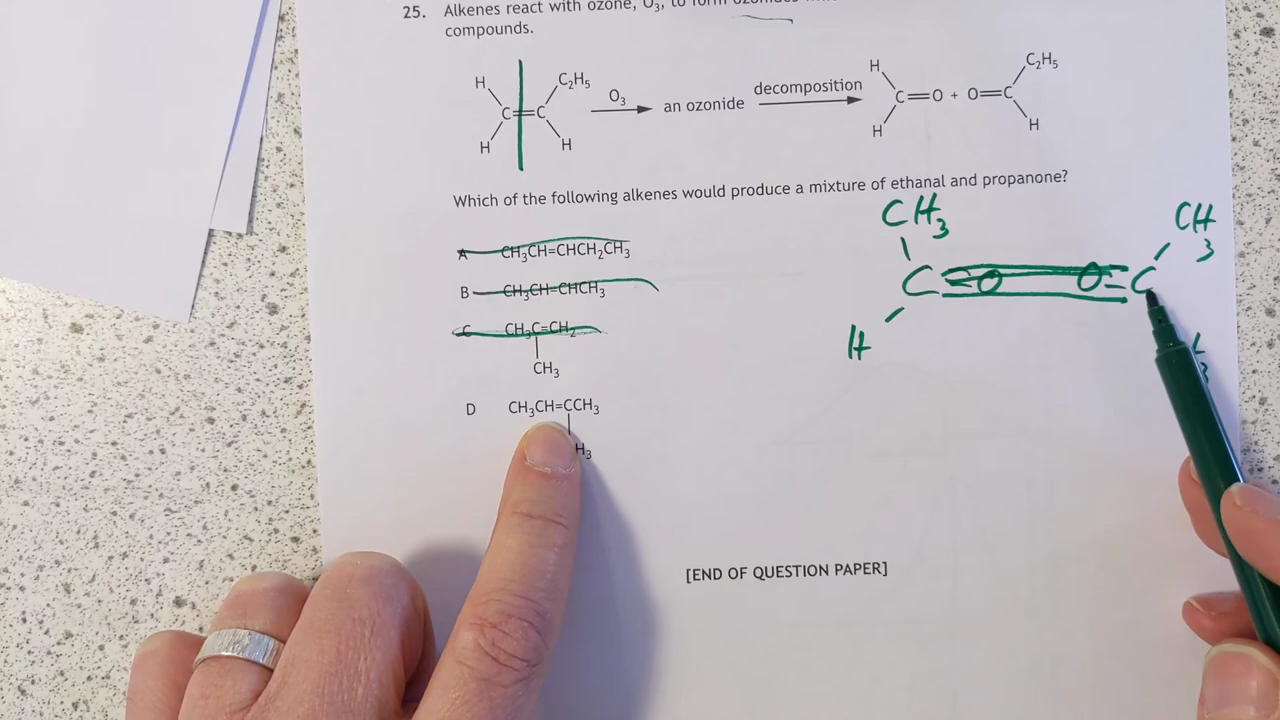 25. Alkenes react with ozone, O₃, to form ozonides
compounds.
H C₂H₅
C=C
H H
O₃
an ozonide
decomposition
H C₂H₅
C=O + O=C
H H
Which of the following alkenes would produce a mixture of ethanal and propanone?
A CH₃CH=CHCH₂CH₃
B CH₃CH=CHCH₃
C CH₃C=CH₂
CH₃
D CH₃CH=CCH₃
H₃
CH₃ CH₃
C=O O=C
H
3
[END OF QUESTION PAPER]